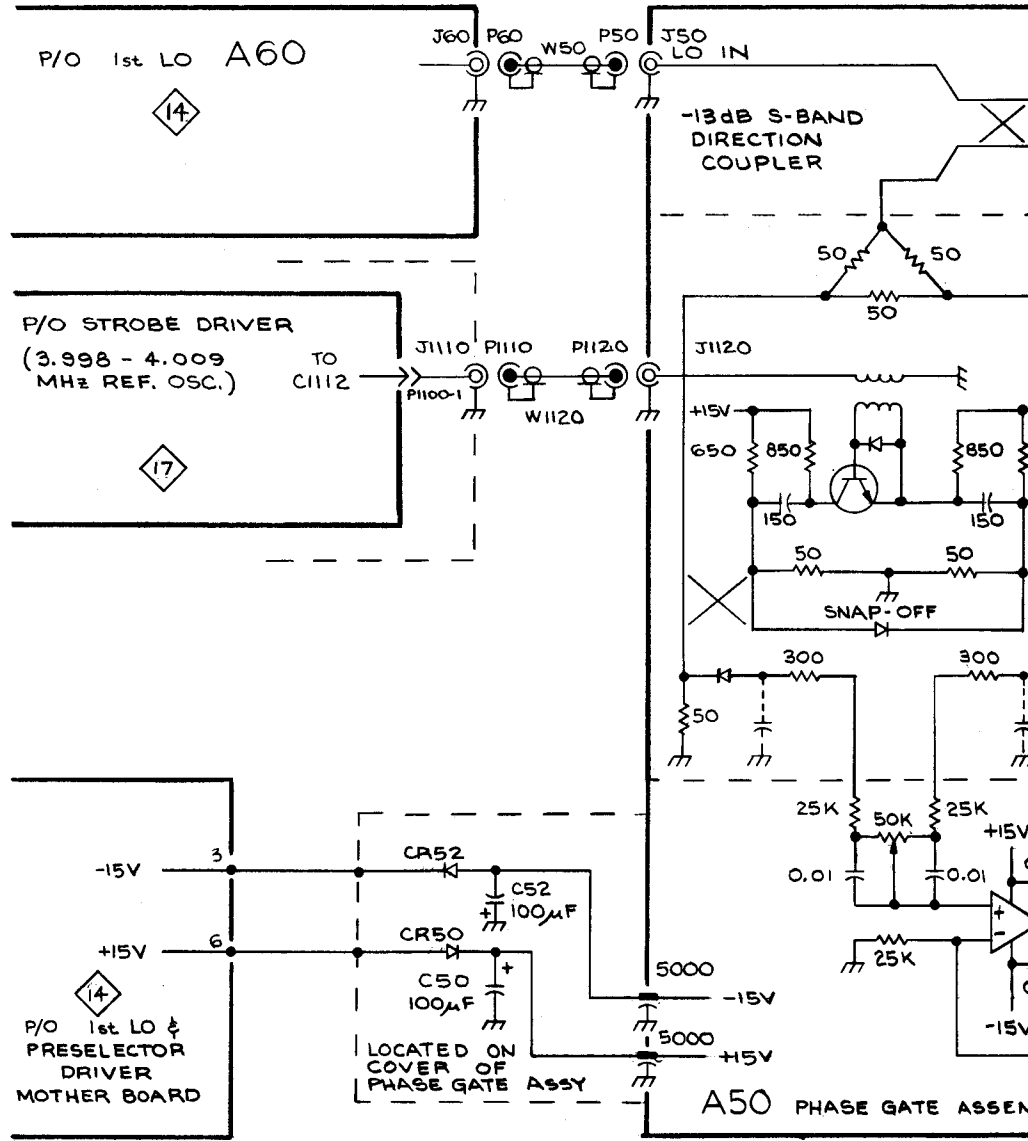 P/O 1st LO A60
14
J60 P60 W50 P50 J50
LO IN
-13dB S-BAND
DIRECTION
COUPLER
50 50
50
P/O STROBE DRIVER
(3.998 - 4.009
MHz REF. OSC.)
TO
C1112
P1100-1
J1110 P1110 P1120 J1120
W1120
17
+15V
650 850 850
150 150
50 50
SNAP-OFF
300 300
50
25K 50K 25K
+15V
0.01 0.01
+
-
25K
-15V
-15V 3
CR52
C52
100µF
+
+15V 6
CR50
+
C50
100µF
14
P/O 1st LO &
PRESELECTOR
DRIVER
MOTHER BOARD
LOCATED ON
COVER OF
PHASE GATE ASSY
5000
-15V
5000
+15V
A50 PHASE GATE ASSEM